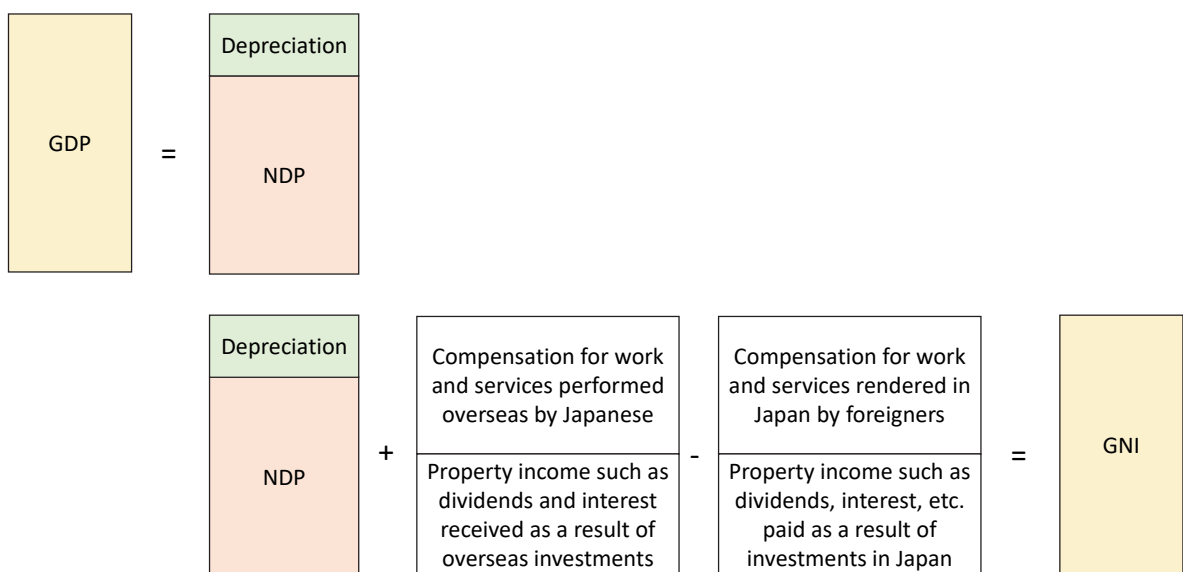 Depreciation
GDP
=
NDP
Depreciation
Compensation for work
and services performed
overseas by Japanese
Compensation for work
and services rendered in
Japan by foreigners
NDP
+
Property income such as
dividends and interest
received as a result of
overseas investments
-
Property income such as
dividends, interest, etc.
paid as a result of
investments in Japan
=
GNI